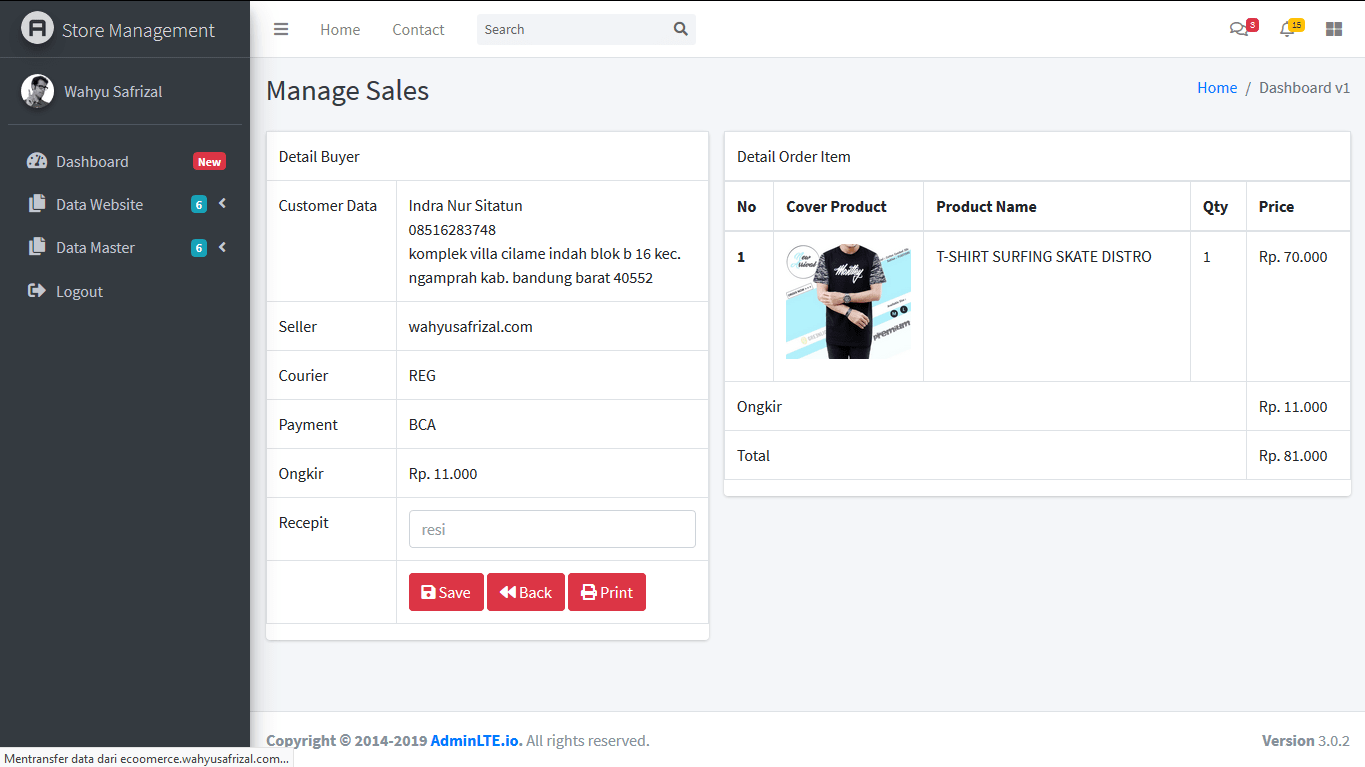 Store Management
Home
Contact
Search
3
15
Wahyu Safrizal
Manage Sales
Home / Dashboard v1
Dashboard
New
Data Website
6
Data Master
6
Logout
Detail Buyer
Customer Data
Indra Nur Sitatun
08516283748
komplek villa cilame indah blok b 16 kec.
ngamprah kab. bandung barat 40552
Seller
wahyusafrizal.com
Courier
REG
Payment
BCA
Ongkir
Rp. 11.000
Recepit
resi
Save
Back
Print
Detail Order Item
No
Cover Product
Product Name
Qty
Price
1
New
Arrival
Monthy
premium
T-SHIRT SURFING SKATE DISTRO
1
Rp. 70.000
Ongkir
Rp. 11.000
Total
Rp. 81.000
Copyright © 2014-2019 AdminLTE.io. All rights reserved.
Version 3.0.2
Mentransfer data dari ecoomerce.wahyusafrizal.com...